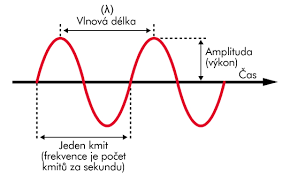 (λ)
Vlnová délka
Amplituda
(výkon)
Čas
Jeden kmit
(frekvence je počet
kmitů za sekundu)